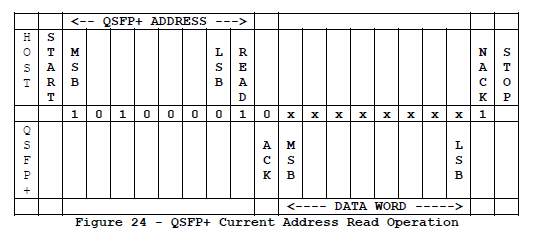 <-- QSFP+ ADDRESS --->
HOST
START
MSB
LSB
READ
NACK
STOP
1 0 1 0 0 0 0 1 0 x x x x x x x x 1
QSFP+
ACK
MSB
LSB
<---- DATA WORD ----->
Figure 24 - QSFP+ Current Address Read Operation